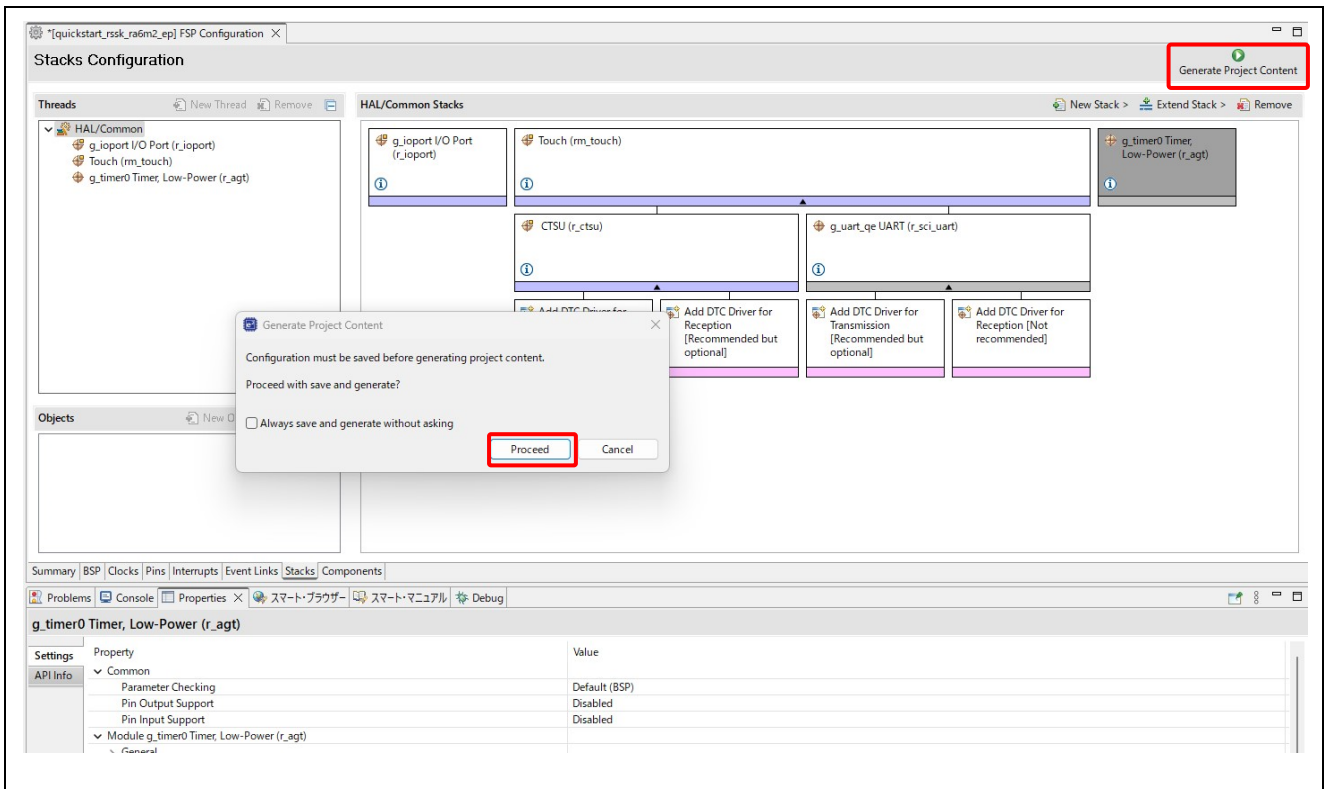 *[quickstart_rssk_ra6m2_ep] FSP Configuration
Stacks Configuration
Generate Project Content
Threads
New Thread
Remove
HAL/Common
g_ioport I/O Port (r_ioport)
Touch (rm_touch)
g_timer0 Timer, Low-Power (r_agt)
HAL/Common Stacks
New Stack >
Extend Stack >
Remove
g_ioport I/O Port
(r_ioport)
Touch (rm_touch)
g_timer0 Timer,
Low-Power (r_agt)
CTSU (r_ctsu)
g_uart_qe UART (r_sci_uart)
Add DTC Driver for
Add DTC Driver for
Reception
[Recommended but
optional]
Add DTC Driver for
Transmission
[Recommended but
optional]
Add DTC Driver for
Reception [Not
recommended]
Generate Project Content
Configuration must be saved before generating project content.
Proceed with save and generate?
Always save and generate without asking
Proceed
Cancel
Objects
New O
Summary BSP Clocks Pins Interrupts Event Links Stacks Components
Problems Console Properties スマート・ブラウザー スマート・マニュアル Debug
g_timer0 Timer, Low-Power (r_agt)
Settings
API Info
Property Value
Common
Parameter Checking Default (BSP)
Pin Output Support Disabled
Pin Input Support Disabled
Module g_timer0 Timer, Low-Power (r_agt)
General